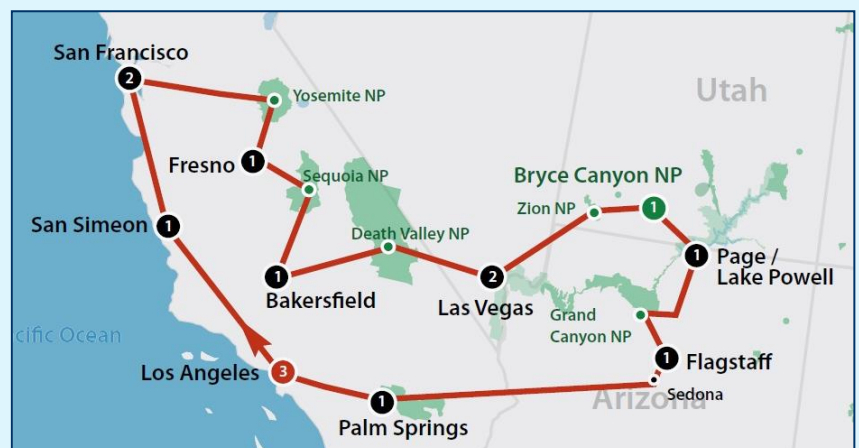 San Francisco
2
Yosemite NP
Utah
Fresno
1
Sequoia NP
Bryce Canyon NP
1
Zion NP
San Simeon
1
Death Valley NP
1
Page /
Lake Powell
1
Bakersfield
2
Las Vegas
Grand
Canyon NP
cific Ocean
1
Flagstaff
Los Angeles
3
Sedona
Arizona
1
Palm Springs